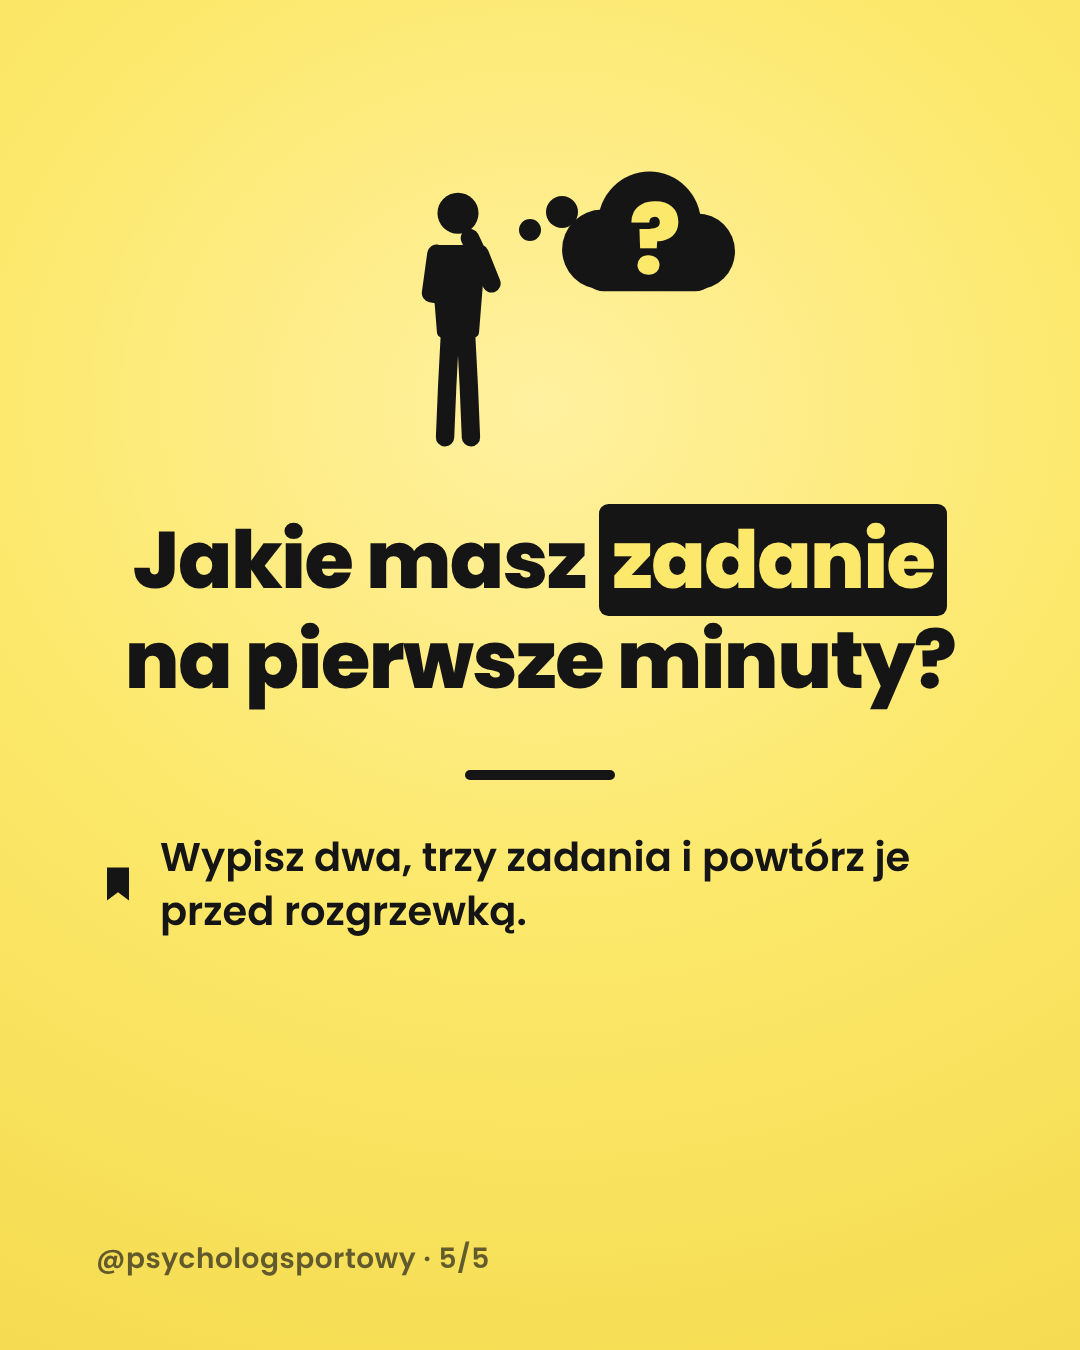 ?
Jakie masz zadanie
na pierwsze minuty?
Wypisz dwa, trzy zadania i powtórz je
przed rozgrzewką.
@psychologsportowy · 5/5